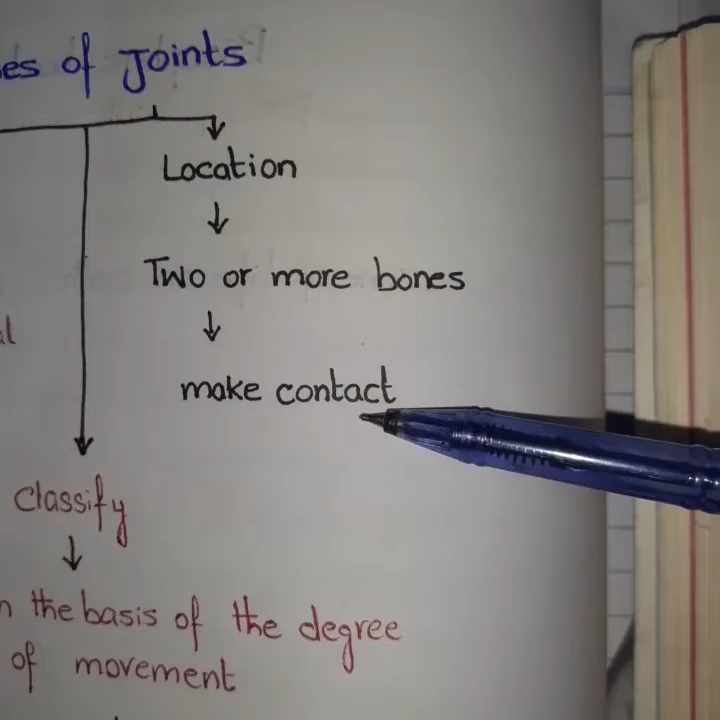 es of Joints
Location
Two or more bones
make contact
classify
the basis of the degree
of movement